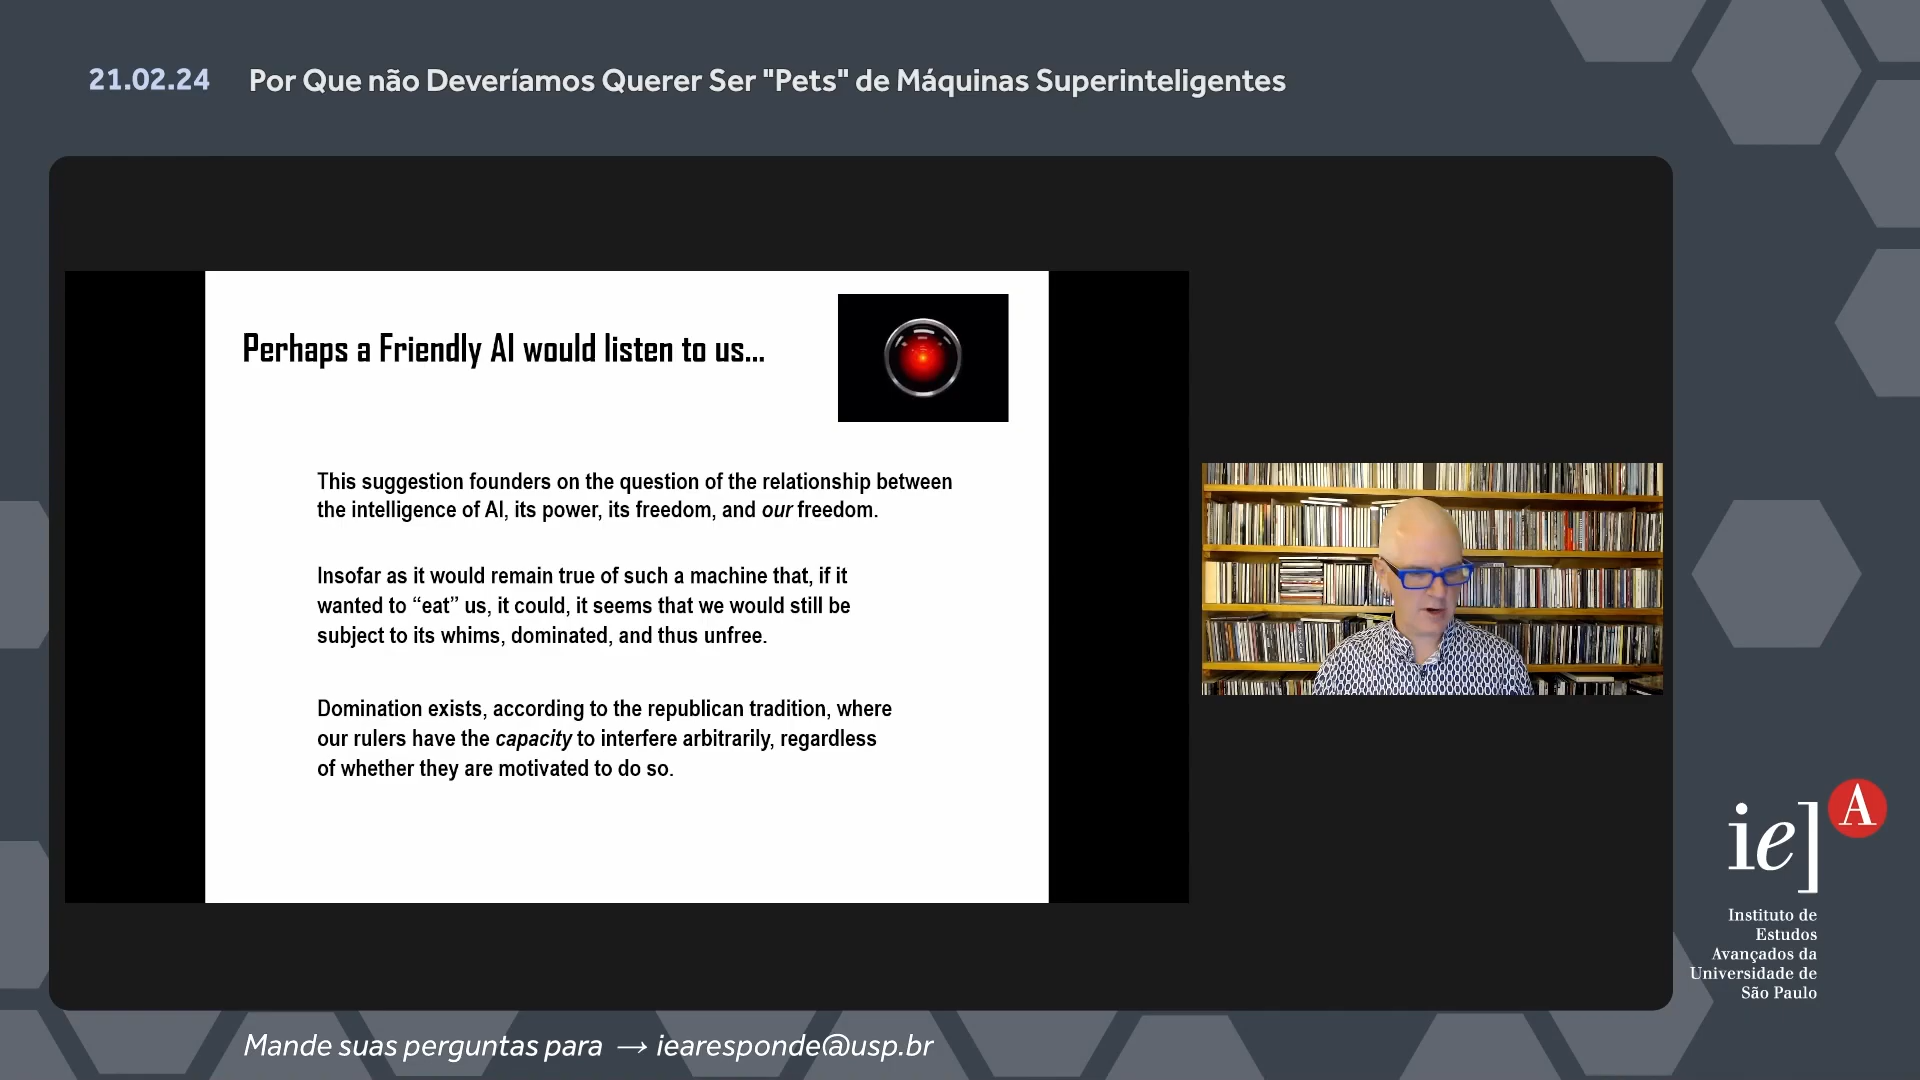 21.02.24 Por Que não Deveríamos Querer Ser "Pets" de Máquinas Superinteligentes
Perhaps a Friendly AI would listen to us...
This suggestion founders on the question of the relationship between
the intelligence of AI, its power, its freedom, and our freedom.
Insofar as it would remain true of such a machine that, if it
wanted to “eat” us, it could, it seems that we would still be
subject to its whims, dominated, and thus unfree.
Domination exists, according to the republican tradition, where
our rulers have the capacity to interfere arbitrarily, regardless
of whether they are motivated to do so.
ie] A
Instituto de
Estudos
Avançados da
Universidade de
São Paulo
Mande suas perguntas para → iearesponde@usp.br